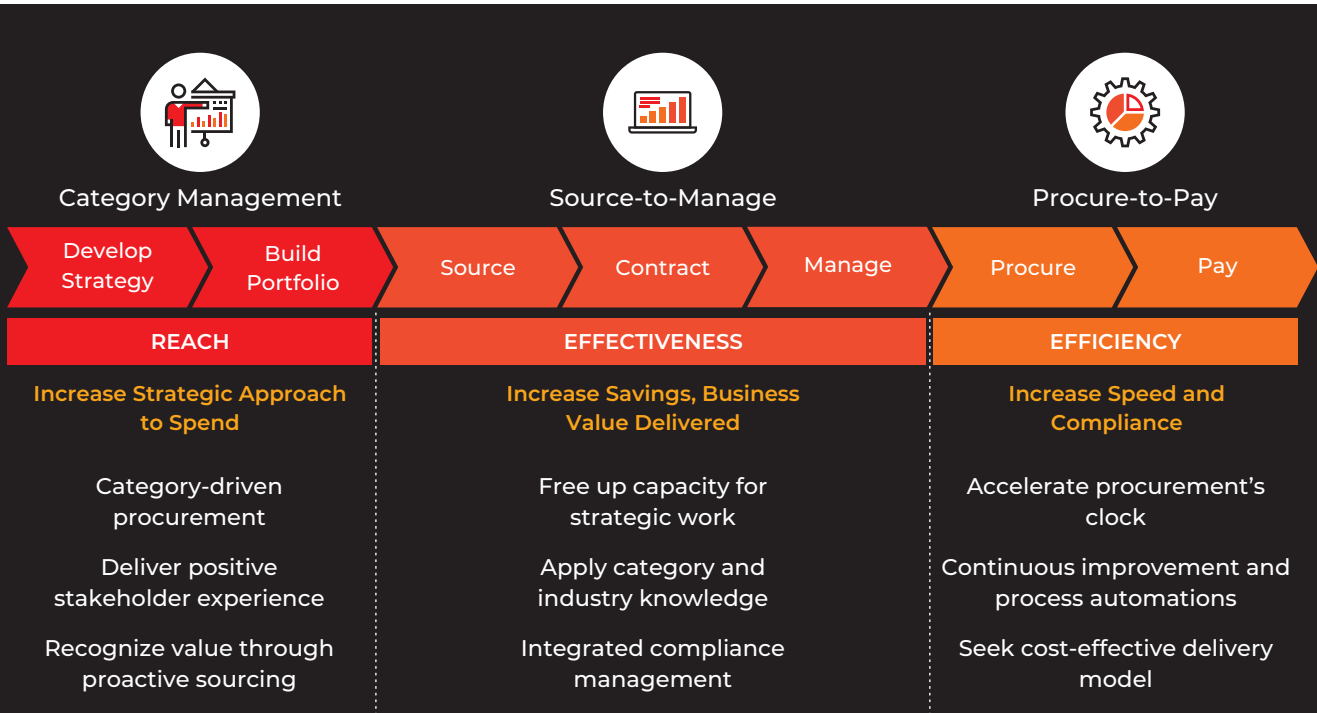 Category Management
Source-to-Manage
Procure-to-Pay
Develop
Strategy
Build
Portfolio
Source
Contract
Manage
Procure
Pay
REACH
EFFECTIVENESS
EFFICIENCY
Increase Strategic Approach
to Spend
Category-driven
procurement
Deliver positive
stakeholder experience
Recognize value through
proactive sourcing
Increase Savings, Business
Value Delivered
Free up capacity for
strategic work
Apply category and
industry knowledge
Integrated compliance
management
Increase Speed and
Compliance
Accelerate procurement’s
clock
Continuous improvement and
process automations
Seek cost-effective delivery
model